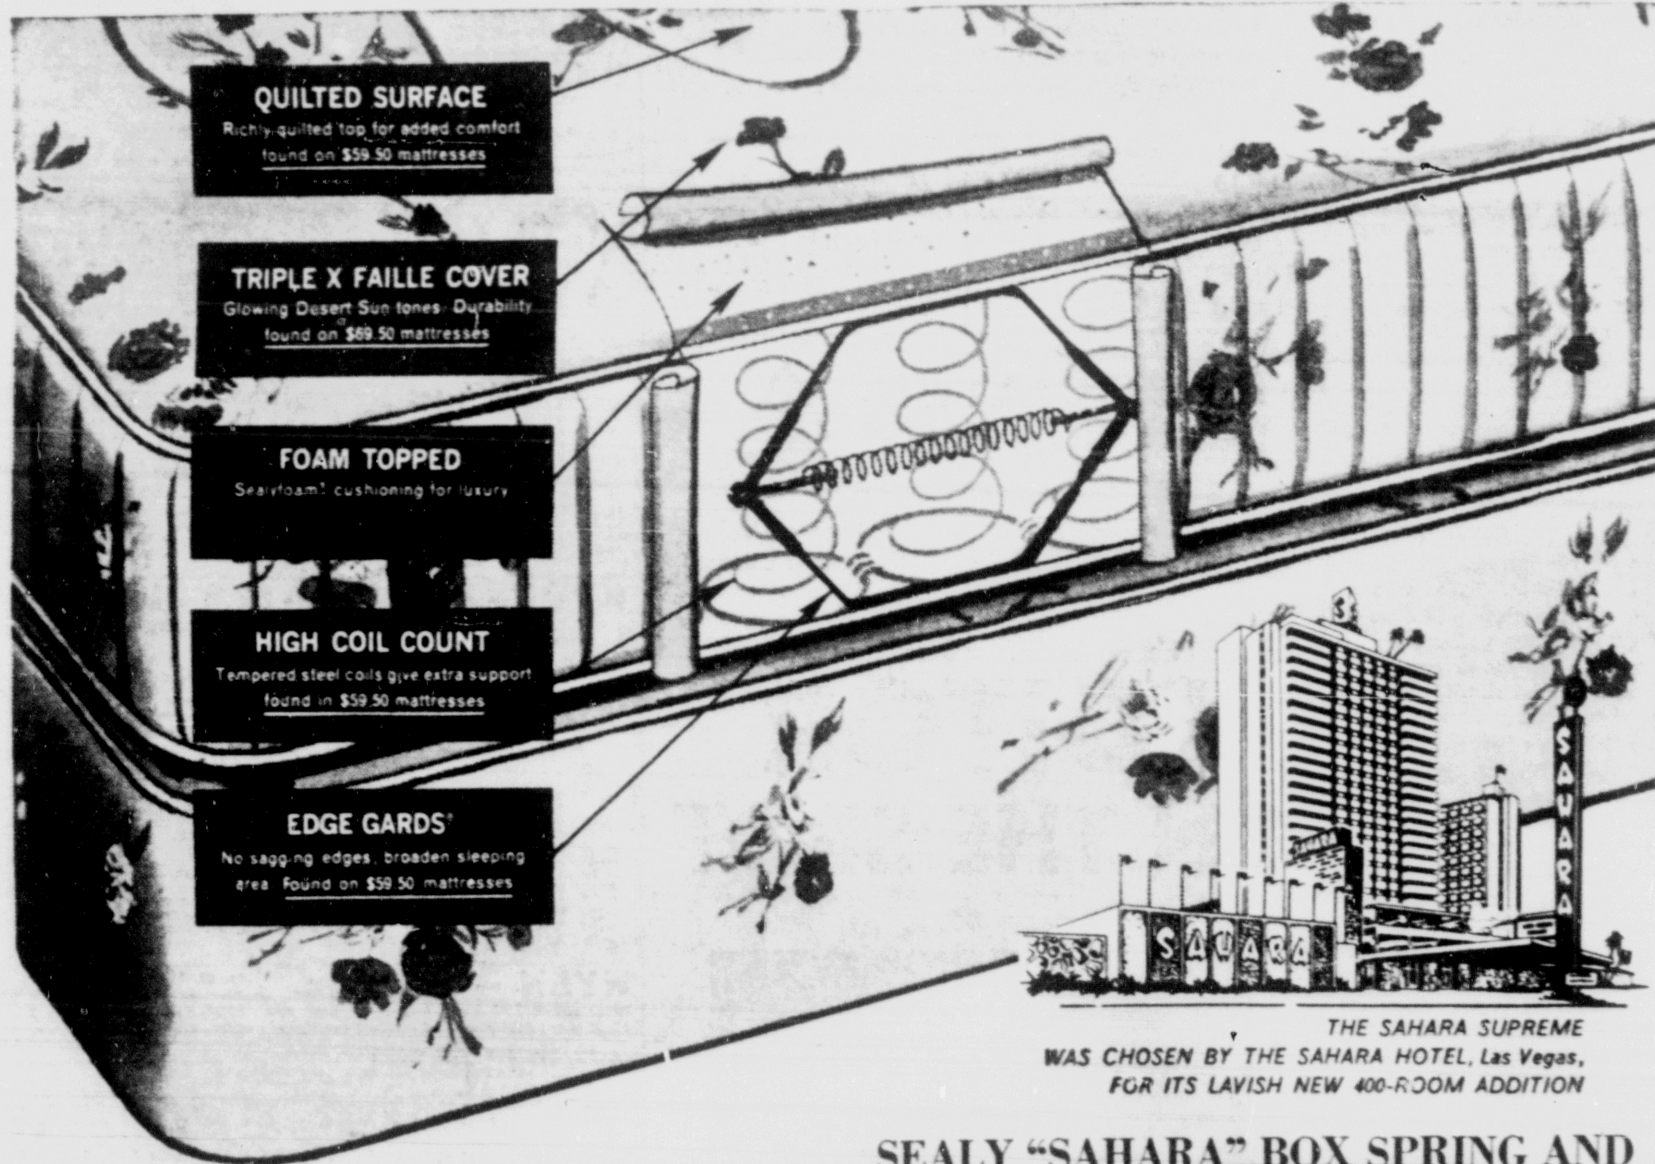 QUILTED SURFACE
Richly quilted top for added comfort
found on $59.50 mattresses
TRIPLE X FAILLE COVER
Glowing Desert Sun tones. Durability
found on $69.50 mattresses
FOAM TOPPED
Sealyfoam® cushioning for luxury
HIGH COIL COUNT
Tempered steel coils give extra support
found in $59.50 mattresses
EDGE GARDS®
No sagging edges, broaden sleeping
area. Found on $59.50 mattresses
S
SAHARA
SAHARA
SAHARA
THE SAHARA SUPREME
WAS CHOSEN BY THE SAHARA HOTEL, Las Vegas,
FOR ITS LAVISH NEW 400-ROOM ADDITION
SEALY “SAHARA” BOX SPRING AND